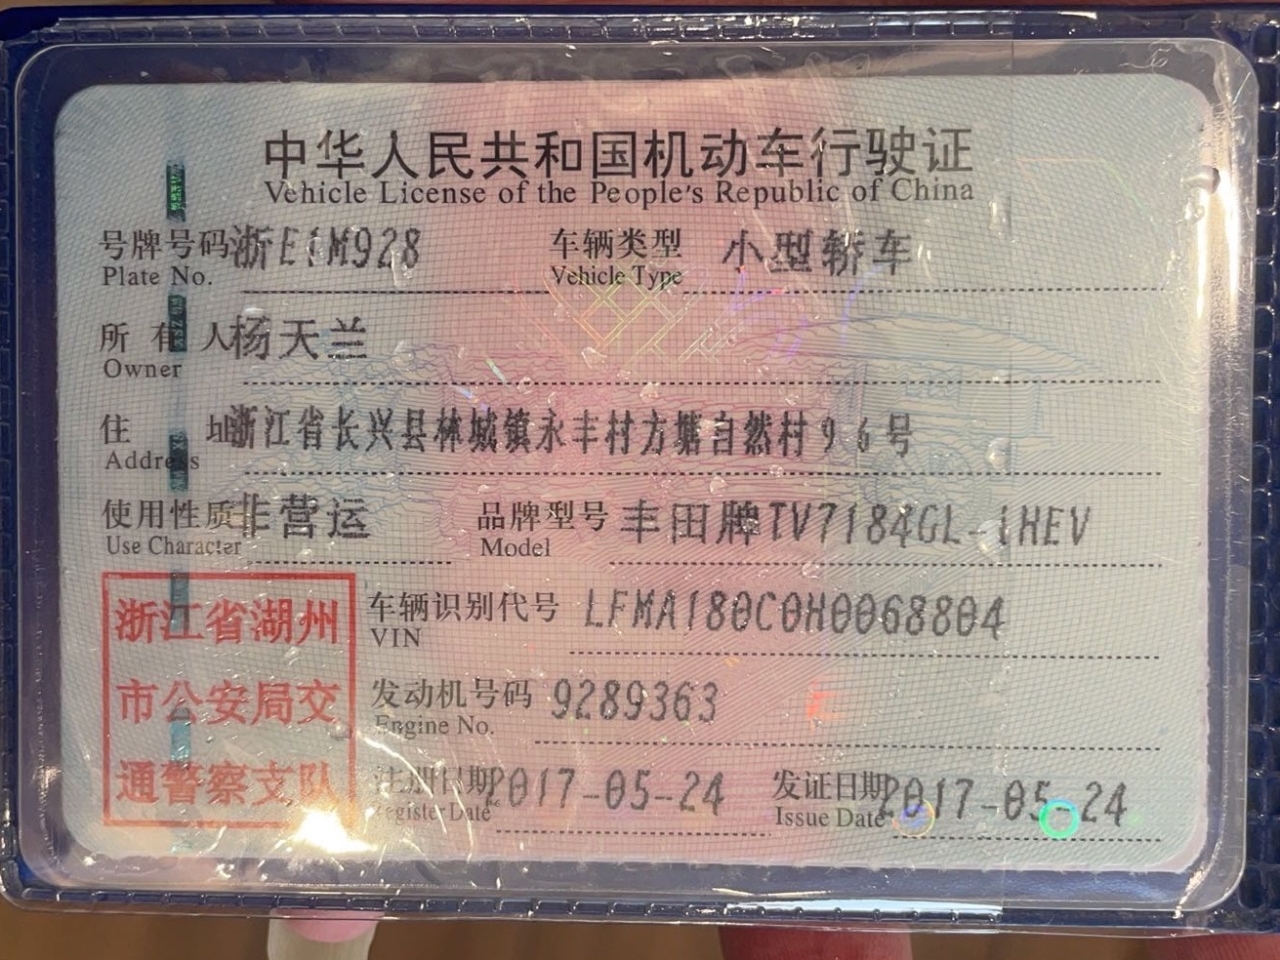 中华人民共和国机动车行驶证
Vehicle License of the People's Republic of China
号牌号码 浙E1M928 车辆类型 小型轿车
Plate No. Vehicle Type
所有人 杨天兰
Owner
住址 浙江省长兴县林城镇永丰村方塘自然村96号
Address
使用性质 非营运 品牌型号 丰田牌TV7184GL-iHEV
Use Character Model
浙江省湖州
市公安局交
通警察支队
车辆识别代号 LFMA180C0H0068804
VIN
发动机号码 9289363
Engine No.
注册日期 2017-05-24 发证日期 2017-05-24
Register Date Issue Date